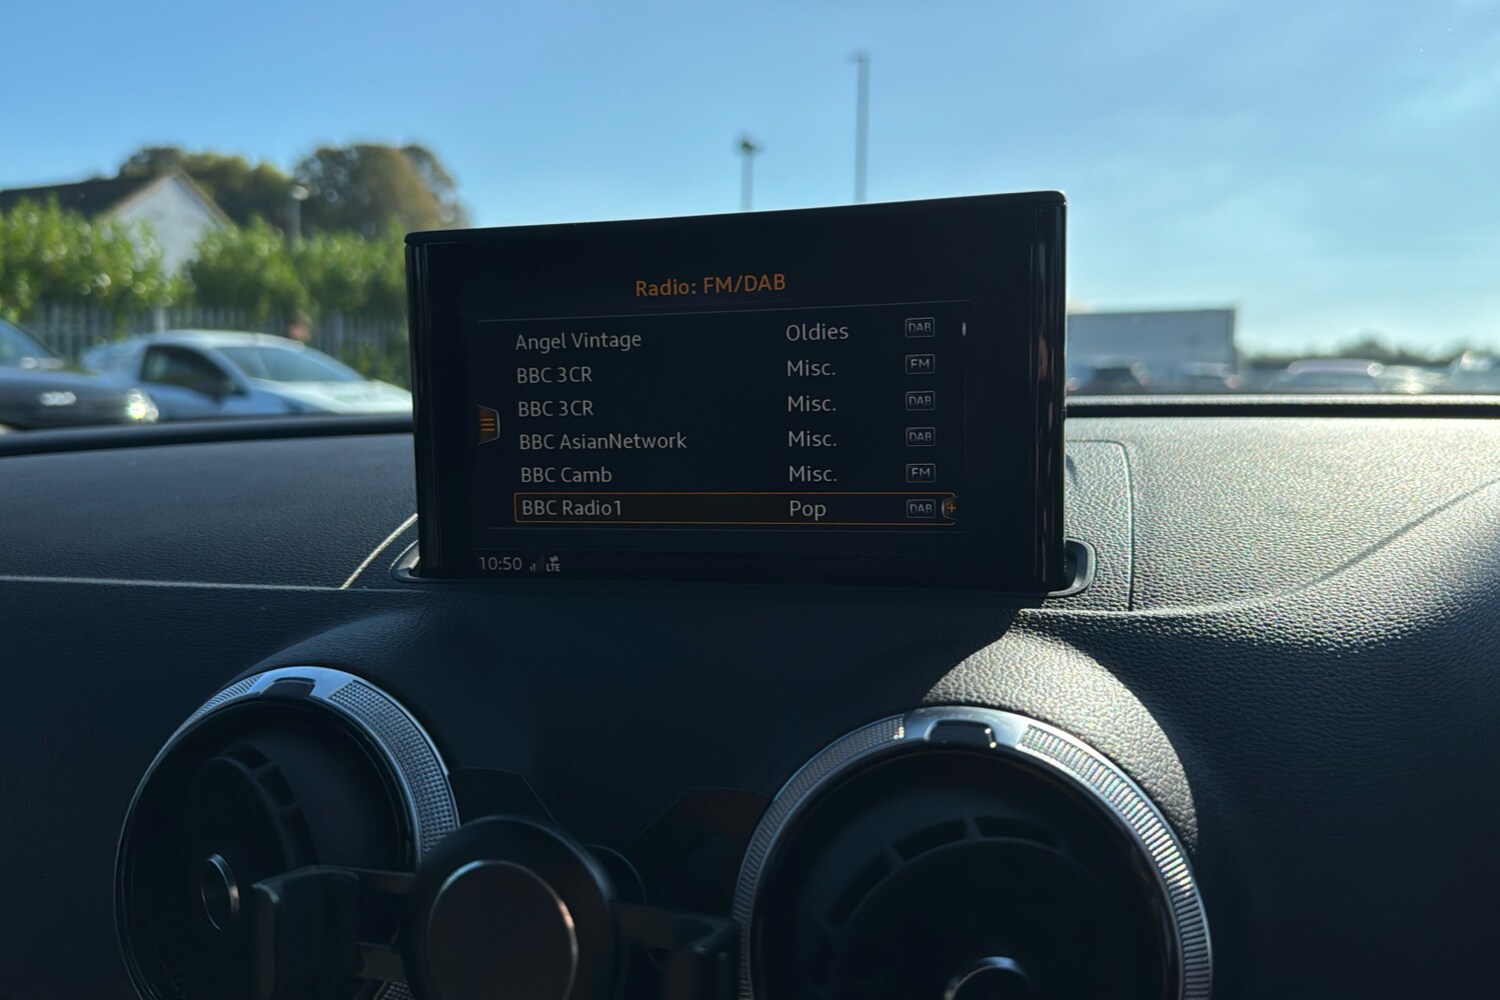 Radio: FM/DAB
Angel Vintage Oldies DAB
BBC 3CR Misc. FM
BBC 3CR Misc. DAB
BBC AsianNetwork Misc. DAB
BBC Camb Misc. FM
BBC Radio1 Pop DAB
10:50 LTE